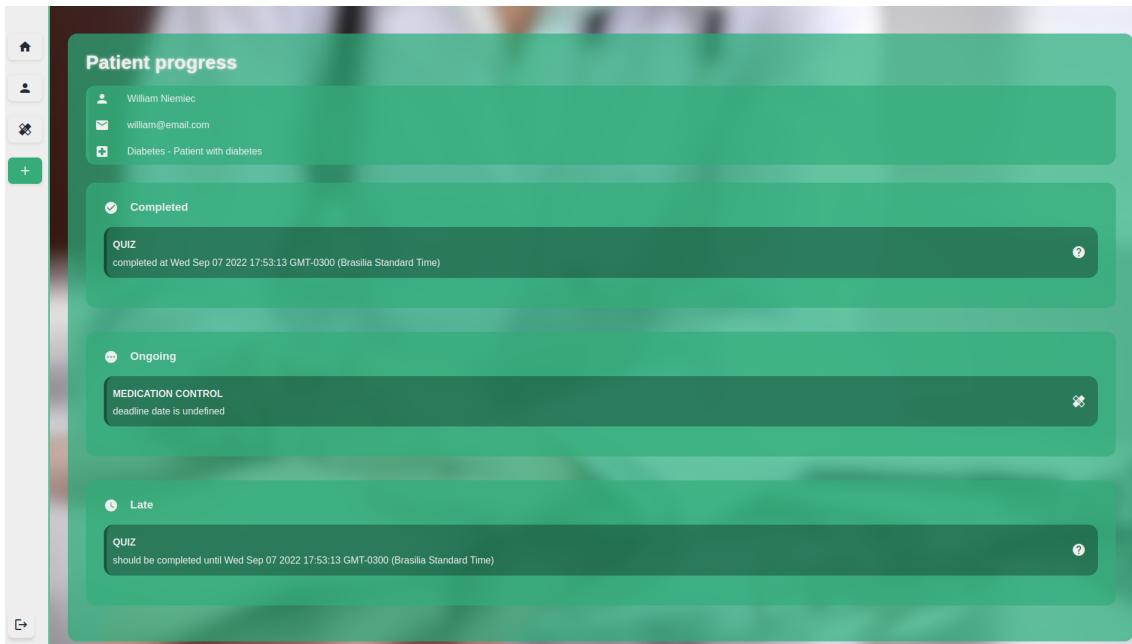 Patient progress
William Niemiec
william@email.com
Diabetes - Patient with diabetes
Completed
QUIZ
completed at Wed Sep 07 2022 17:53:13 GMT-0300 (Brasilia Standard Time)
Ongoing
MEDICATION CONTROL
deadline date is undefined
Late
QUIZ
should be completed until Wed Sep 07 2022 17:53:13 GMT-0300 (Brasilia Standard Time)